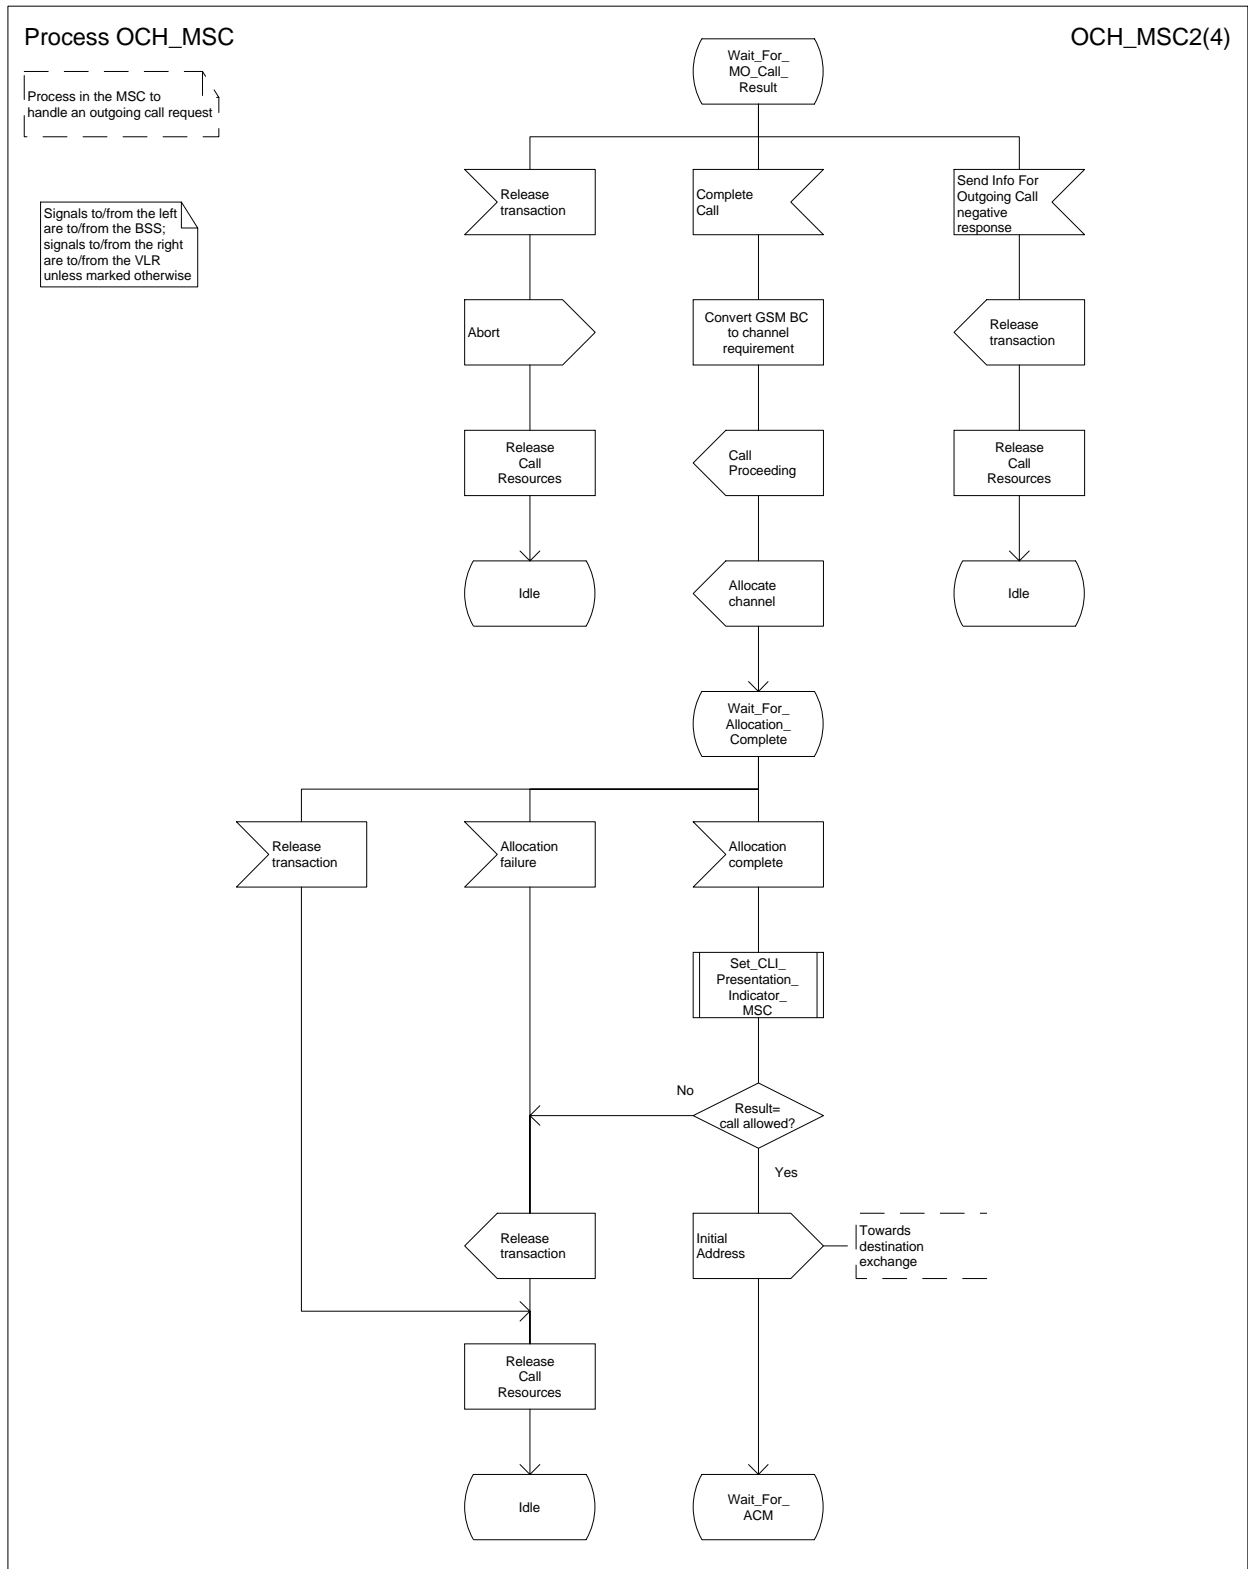 Process OCH_MSC
OCH_MSC2(4)
Process in the MSC to
handle an outgoing call request
Signals to/from the left
are to/from the BSS;
signals to/from the right
are to/from the VLR
unless marked otherwise
Wait_For_
MO_Call_
Result
Release
transaction
Complete
Call
Send Info For
Outgoing Call
negative
response
Abort
Convert GSM BC
to channel
requirement
Release
transaction
Release
Call
Resources
Call
Proceeding
Release
Call
Resources
Idle
Allocate
channel
Idle
Wait_For_
Allocation_
Complete
Release
transaction
Allocation
failure
Allocation
complete
Set_CLI_
Presentation_
Indicator_
MSC
No
Result=
call allowed?
Yes
Release
transaction
Initial
Address
Towards
destination
exchange
Release
Call
Resources
Idle
Wait_For_
ACM